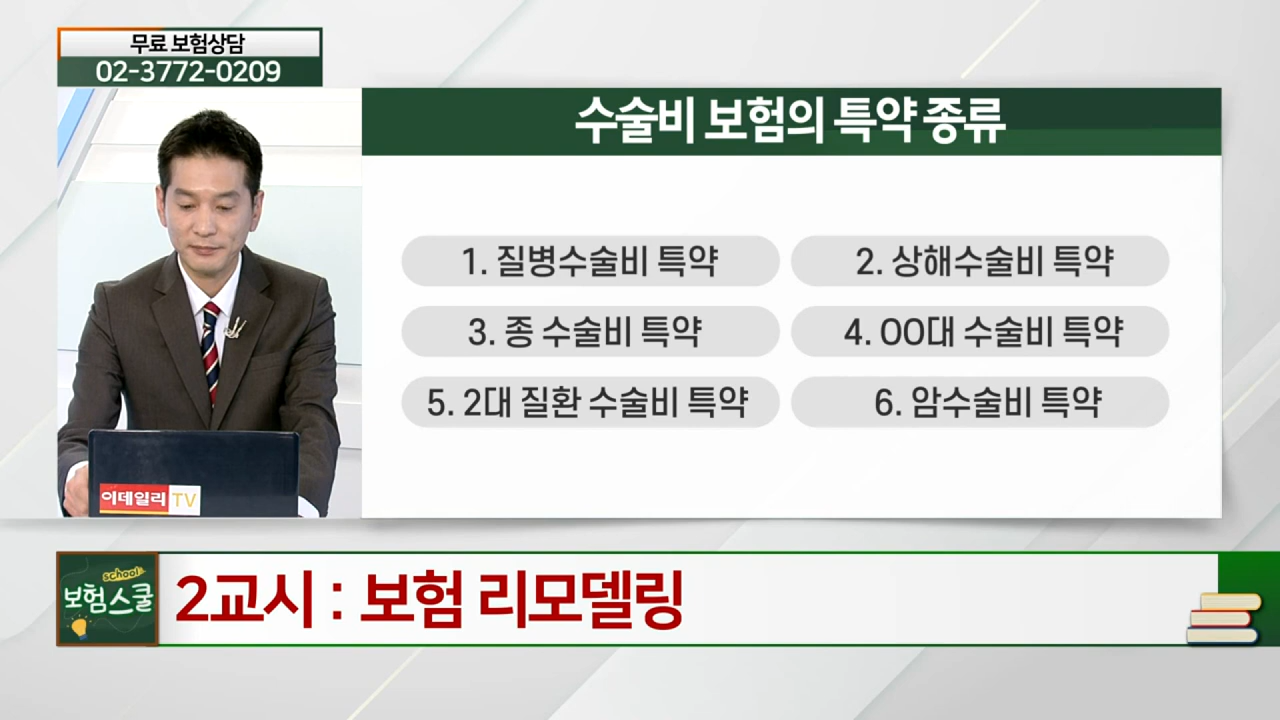 무료 보험상담
02-3772-0209
수술비 보험의 특약 종류
1. 질병수술비 특약
2. 상해수술비 특약
3. 종 수술비 특약
4. OO대 수술비 특약
5. 2대 질환 수술비 특약
6. 암수술비 특약
이데일리 TV
school
보험스쿨
2교시 : 보험 리모델링